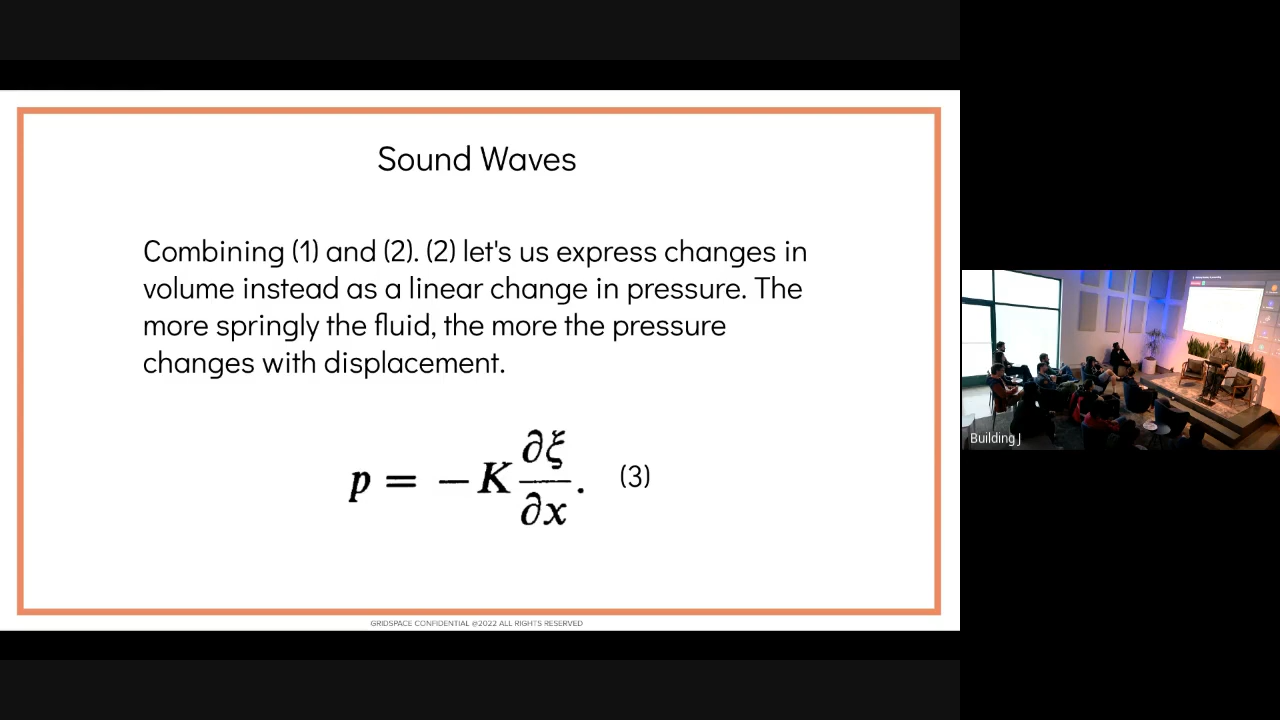 Sound Waves
Combining (1) and (2). (2) let's us express changes in
volume instead as a linear change in pressure. The
more springly the fluid, the more the pressure
changes with displacement.
p = −K ∂ξ/∂x. (3)
GRIDSPACE CONFIDENTIAL @2022 ALL RIGHTS RESERVED
Building J